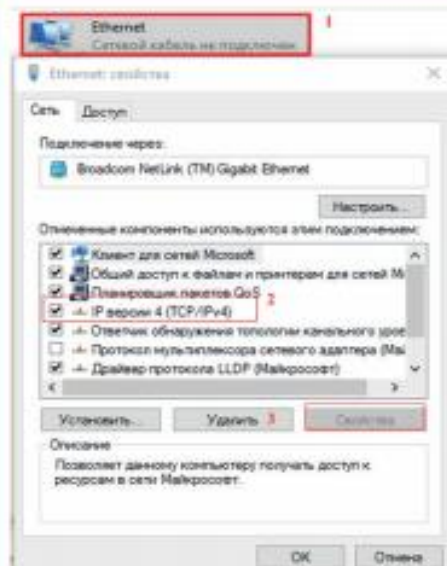 Ethernet
1
Сетевой кабель не подключен
Ethernet: свойства
Сеть Доступ
Подключение через:
Broadcom NetLink (TM) Gigabit Ethernet
Настроить...
Отмеченные компоненты используются этим подключением:
Клиент для сетей Microsoft
Общий доступ к файлам и принтерам для сетей Mi
Планировщик пакетов QoS
2
IP версии 4 (TCP/IPv4)
Ответчик обнаружения топологии канального уров
Протокол мультиплексора сетевого адаптера (Май
Драйвер протокола LLDP (Майкрософт)
Установить... Удалить 3 Свойства
Описание
Позволяет данному компьютеру получать доступ к
ресурсам в сети Майкрософт.
OK Отмена